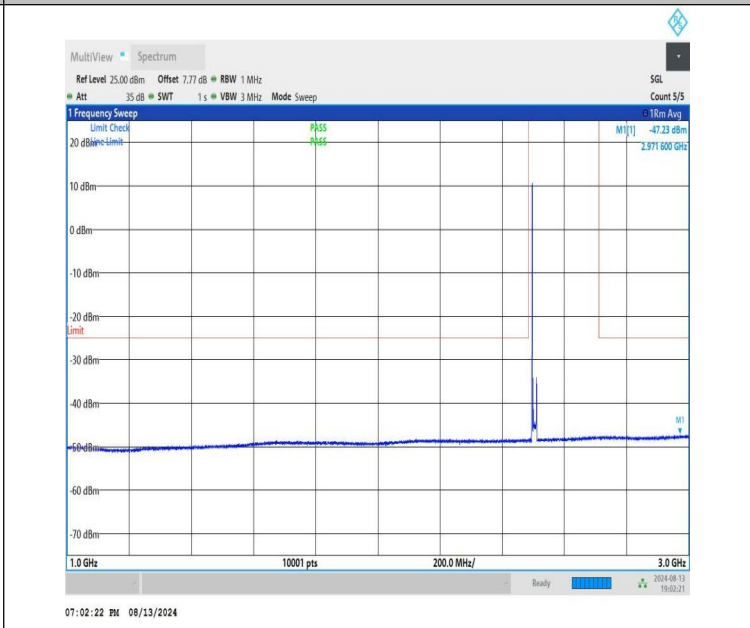 MultiView Spectrum
Ref Level 25.00 dBm Offset 7.77 dB RBW 1 MHz SGL
Att 35 dB SWT 1 s VBW 3 MHz Mode Sweep Count 5/5
1 Frequency Sweep 1Rm Avg
Limit Check PASS M1[1] -47.23 dBm
20 dBm Line Limit PASS 2.971 600 GHz
10 dBm
0 dBm
-10 dBm
-20 dBm
Limit
-30 dBm
-40 dBm
M1
-50 dBm
-60 dBm
-70 dBm
1.0 GHz 10001 pts 200.0 MHz/ 3.0 GHz
Ready 2024-08-13
19:02:21
07:02:22 PM 08/13/2024